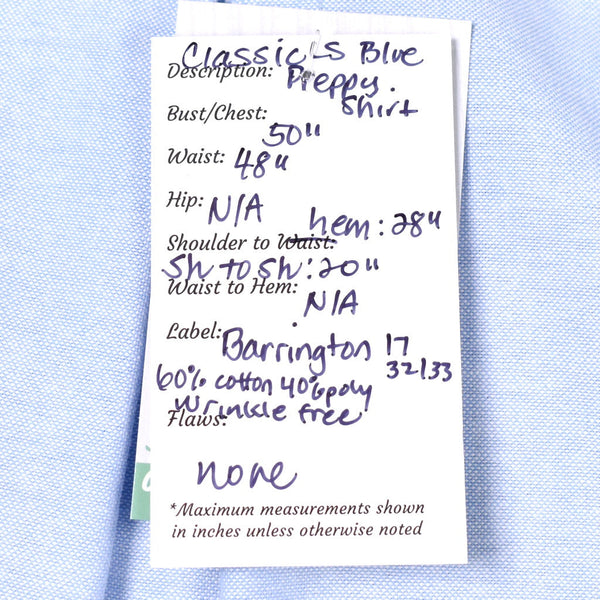 Classic LS Blue
Description: Preppy.
Shirt
Bust/Chest:
50"
Waist: 48"
Hip: N/A
hem: 28"
Shoulder to Waist:
Sh to sh: 20"
Waist to Hem:
N/A
Label: Barrington 17
32/33
60% cotton 40% poly
Wrinkle free
Flaws:
none
*Maximum measurements shown
in inches unless otherwise noted